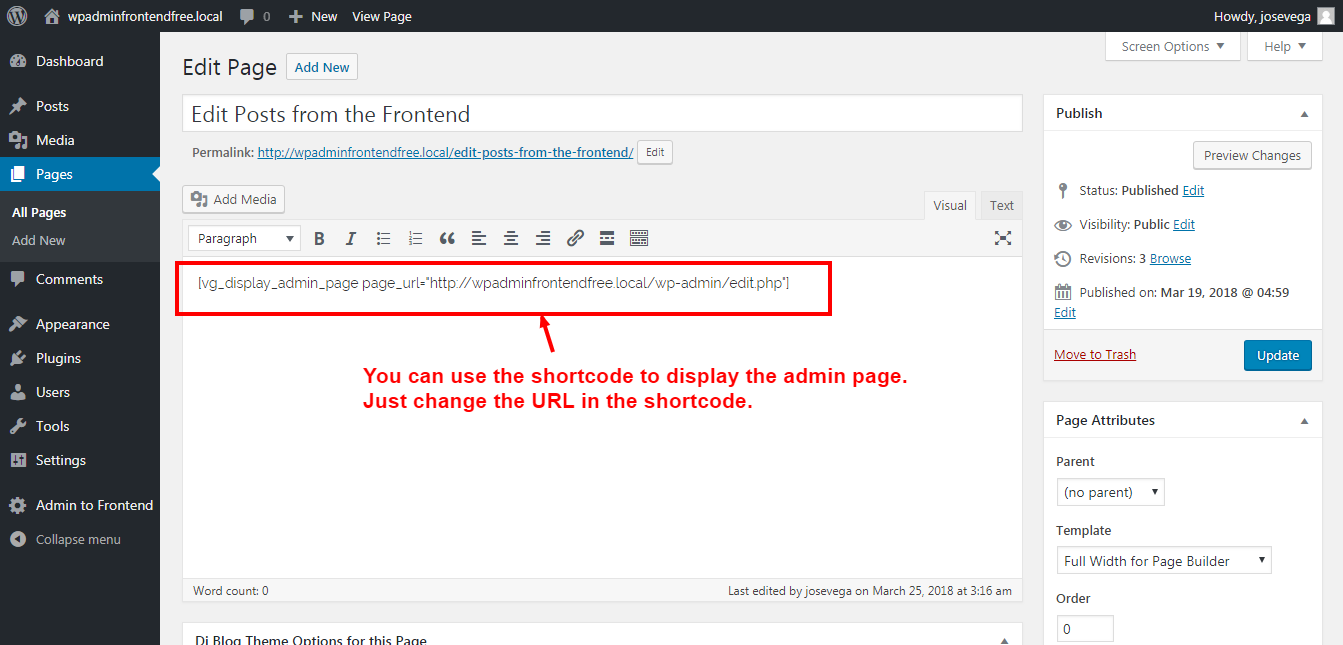 wpadminfrontendfree.local 0 New View Page Howdy, josevega
Dashboard
Posts
Media
Pages
All Pages
Add New
Comments
Appearance
Plugins
Users
Tools
Settings
Admin to Frontend
Collapse menu
Screen Options Help
Edit Page Add New
Edit Posts from the Frontend
Permalink: http://wpadminfrontendfree.local/edit-posts-from-the-frontend/ Edit
Add Media
Visual Text
Paragraph B I
[vg_display_admin_page page_url="http://wpadminfrontendfree.local/wp-admin/edit.php"]
You can use the shortcode to display the admin page.
Just change the URL in the shortcode.
Word count: 0 Last edited by josevega on March 25, 2018 at 3:16 am
Dj Blog Theme Options for this Page
Publish
Preview Changes
Status: Published Edit
Visibility: Public Edit
Revisions: 3 Browse
Published on: Mar 19, 2018 @ 04:59
Edit
Move to Trash Update
Page Attributes
Parent
(no parent)
Template
Full Width for Page Builder
Order
0